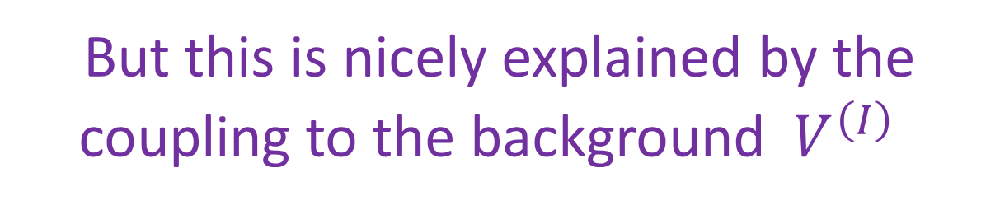 But this is nicely explained by the
coupling to the background V^{(I)}